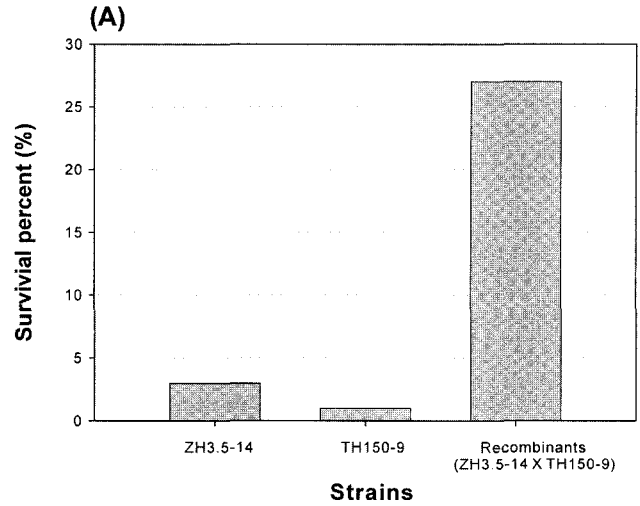 (A)
30
25
20
15
10
5
0
Survivial percent (%)
ZH3.5-14
TH150-9
Recombinants
(ZH3.5-14 X TH150-9)
Strains